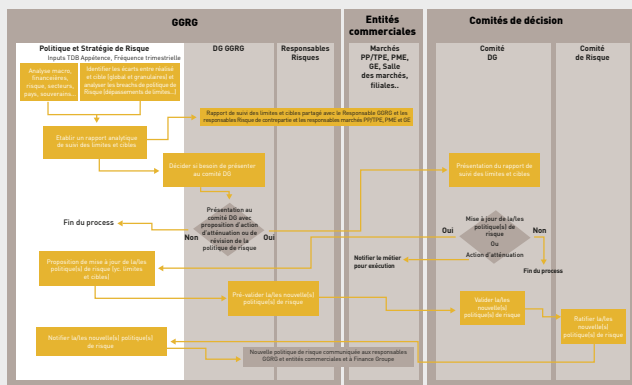 GGRG
Entités
commerciales
Comités de décision
Politique et Stratégie de Risque
Inputs TDB Appétence, Fréquence trimestrielle
DG GGRG
Responsables
Risques
Marchés
PP/TPE, PME,
GE, Salle
des marchés,
filiales..
Comité
DG
Comité
de Risque
Analyse macro,
financières,
risque, secteurs,
pays, souverains...
Identifier les écarts entre réalisé
et cible (global et granulaires) et
analyser les breachs de politique de
Risque (dépassements de limites...)
Rapport de suivi des limites et cibles partagé avec le Responsable GGRG et les
responsables Risque de contrepartie et les responsables marchés PP/TPE, PME et GE
Etablir un rapport analytique
de suivi des limites et cibles
Décider si besoin de présenter
au comité DG
Présentation du rapport de
suivi des limites et cibles
Présentation au
comité DG avec
proposition d'action
d'atténuation ou de
révision de la
politique de risque
Fin du process
Non
Oui
Mise à jour de la/les
politique(s) de
risque
Ou
Action d'atténuation
Oui
Non
Notifier le métier
pour exécution
Fin du process
Proposition de mise à jour de la/les
politique(s) de risque (yc. limites
et cibles)
Pré-valider la/les nouvelle(s)
politique(s) de risque
Valider la/les
nouvelle(s)
politique(s) de risque
Ratifier la/les
nouvelle(s)
politique(s) de risque
Notifier la/les nouvelle(s) politique(s)
de risque
Nouvelle politique de risque communiquée aux responsables
GGRG et entités commerciales et à Finance Groupe